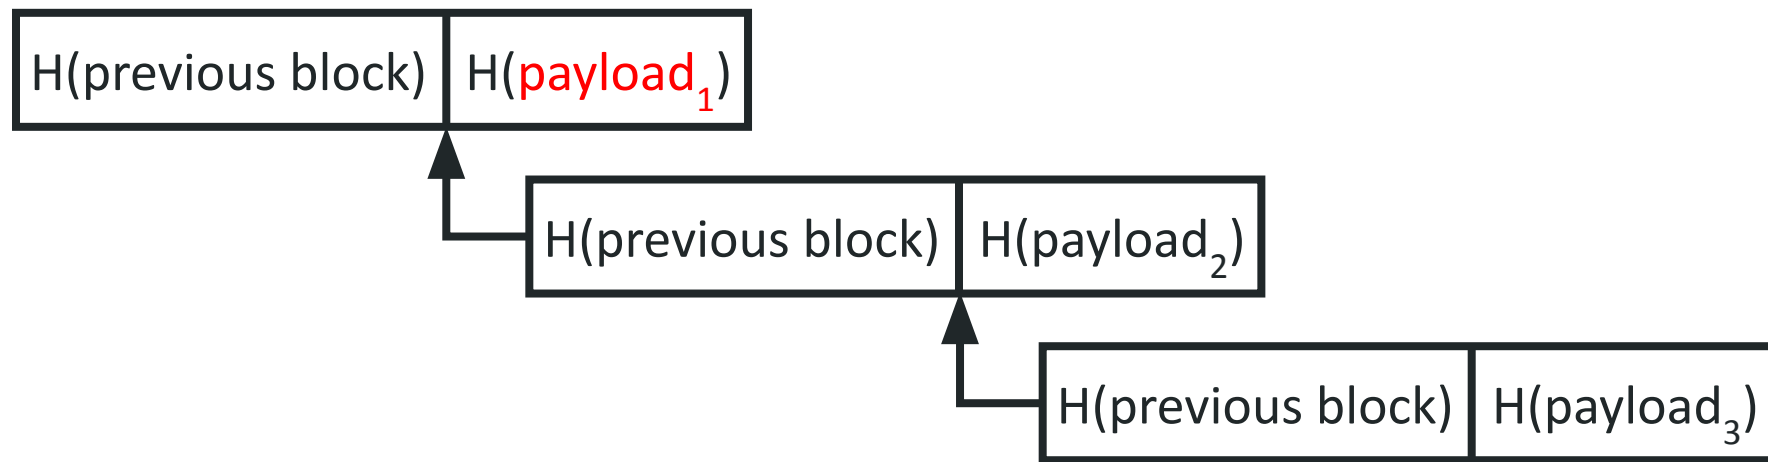 H(previous block) H(payload₁)
H(previous block) H(payload₂)
H(previous block) H(payload₃)